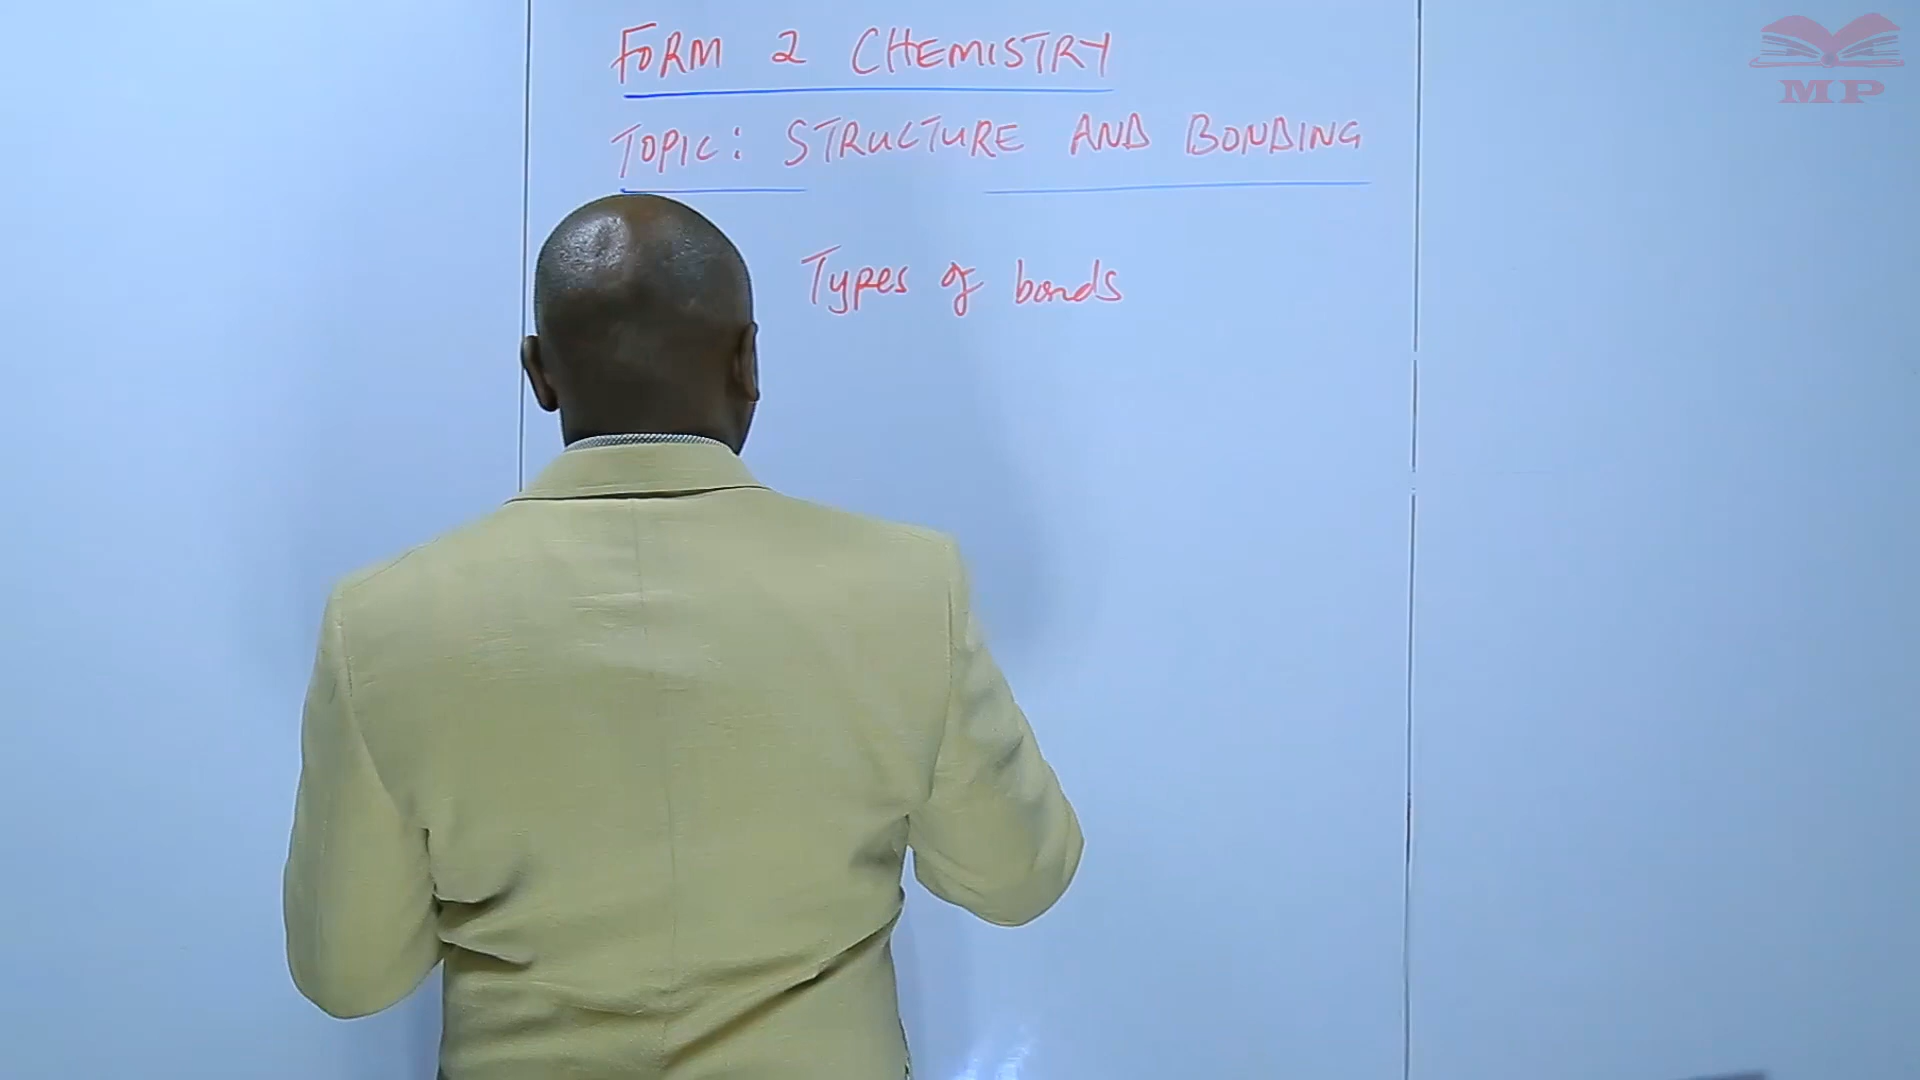 FORM 2 CHEMISTRY
TOPIC: STRUCTURE AND BONDING
Types of bonds
MP